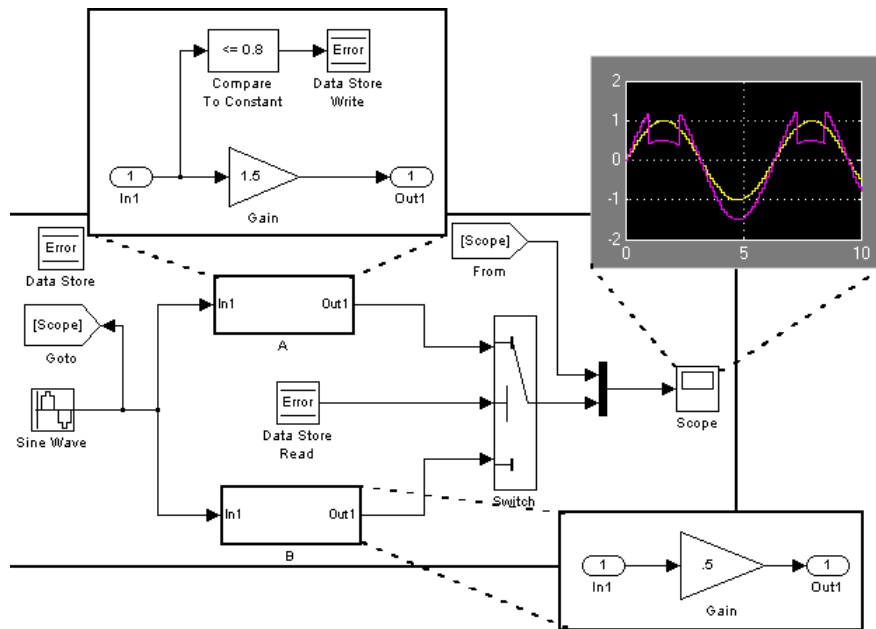 <= 0.8
Error
Compare
To Constant
Data Store
Write
1
In1
1.5
Gain
1
Out1
2
1
0
-1
-2
0
5
10
Error
Data Store
[Scope]
From
[Scope]
Goto
In1
Out1
A
Sine Wave
Error
Data Store
Read
Switch
Scope
In1
Out1
B
1
In1
.5
Gain
1
Out1